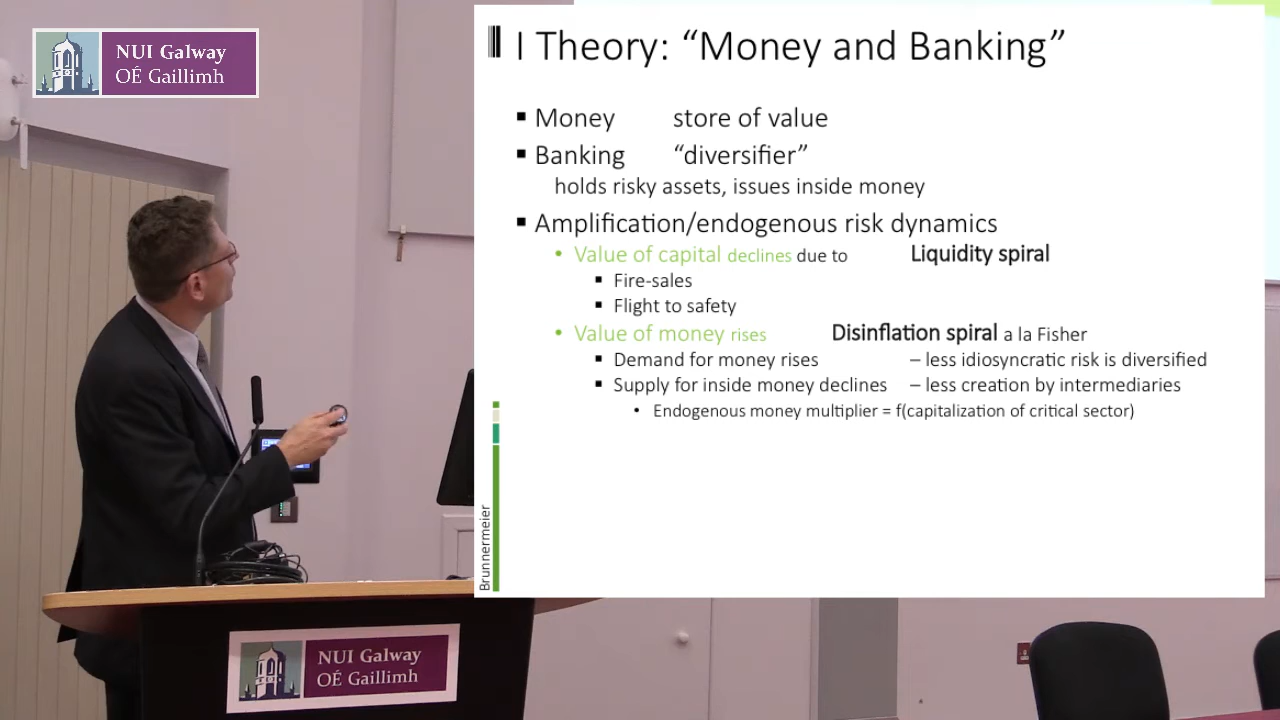 NUI Galway
OÉ Gaillimh
I Theory: “Money and Banking”
▪ Money store of value
▪ Banking “diversifier”
holds risky assets, issues inside money
▪ Amplification/endogenous risk dynamics
• Value of capital declines due to Liquidity spiral
▪ Fire-sales
▪ Flight to safety
• Value of money rises Disinflation spiral a la Fisher
▪ Demand for money rises – less idiosyncratic risk is diversified
▪ Supply for inside money declines – less creation by intermediaries
• Endogenous money multiplier = f(capitalization of critical sector)
Brunnermeier
NUI Galway
OÉ Gaillimh